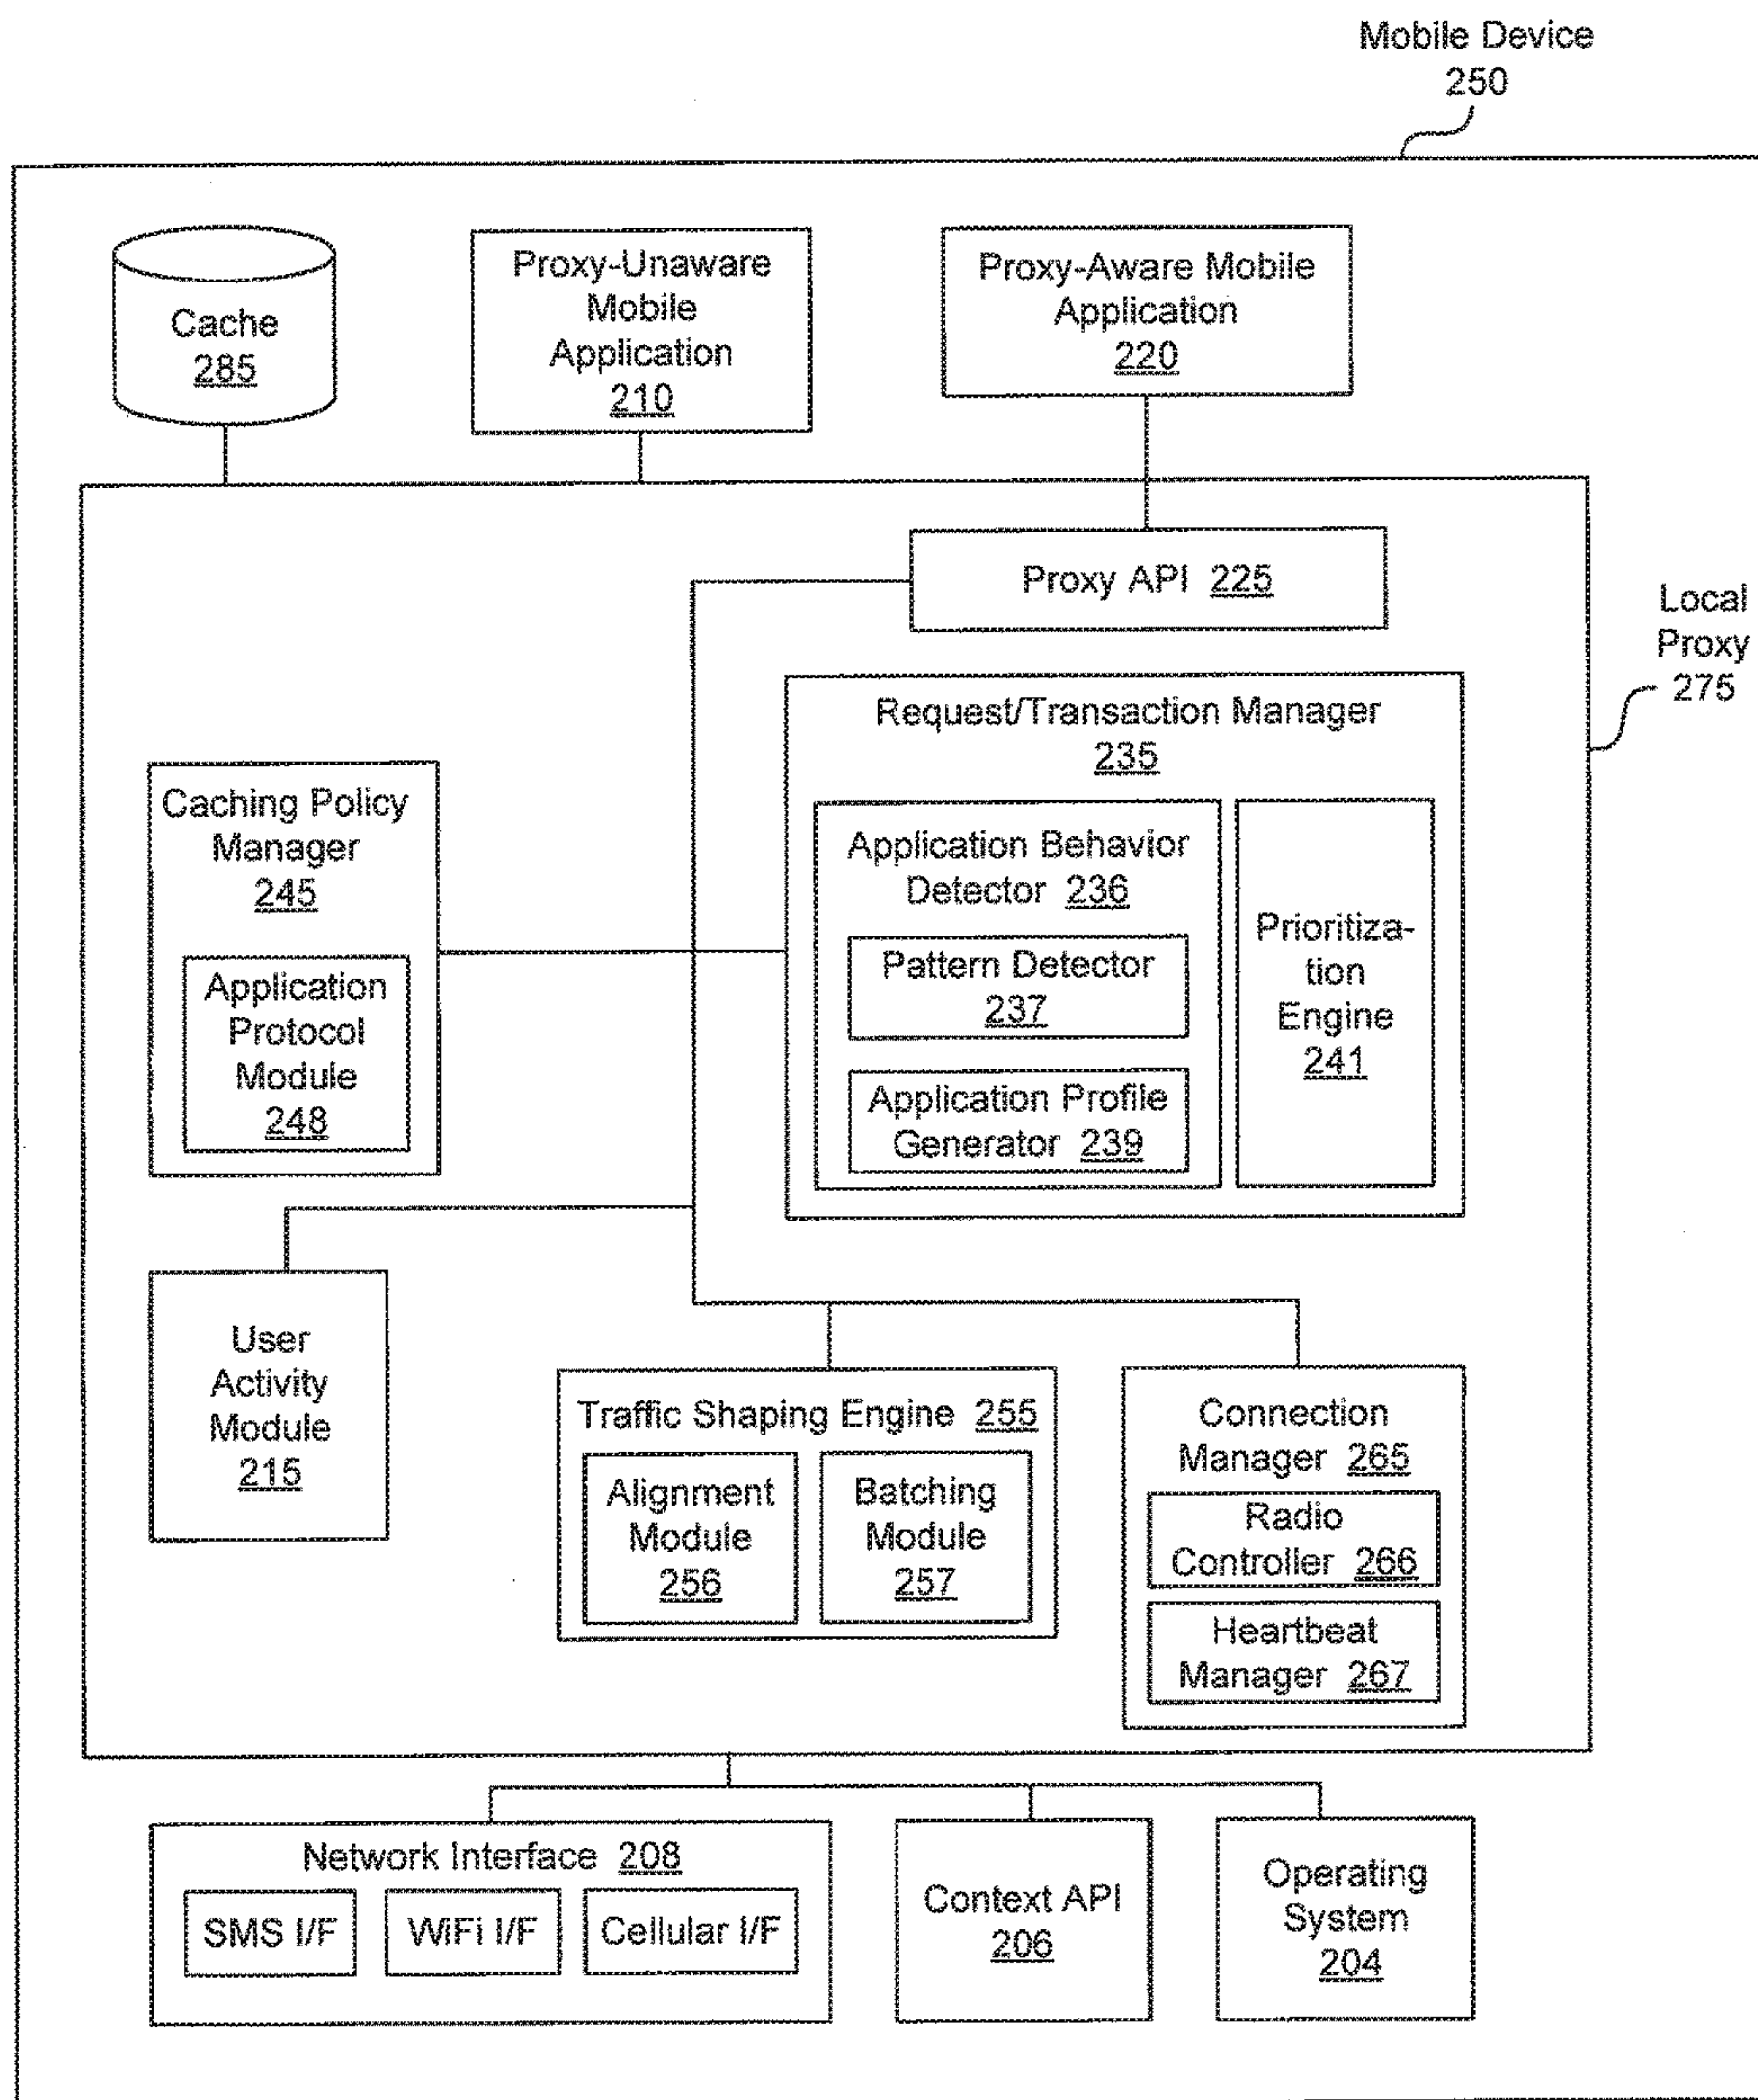 Mobile Device
250
Cache
285
Proxy-Unaware
Mobile
Application
210
Proxy-Aware Mobile
Application
220
Proxy API 225
Local
Proxy
275
Request/Transaction Manager
235
Caching Policy
Manager
245
Application
Protocol
Module
248
Application Behavior
Detector 236
Pattern Detector
237
Application Profile
Generator 239
Prioritiza-
tion
Engine
241
User
Activity
Module
215
Traffic Shaping Engine 255
Alignment
Module
256
Batching
Module
257
Connection
Manager 265
Radio
Controller 266
Heartbeat
Manager 267
Network Interface 208
SMS I/F
WiFi I/F
Cellular I/F
Context API
206
Operating
System
204